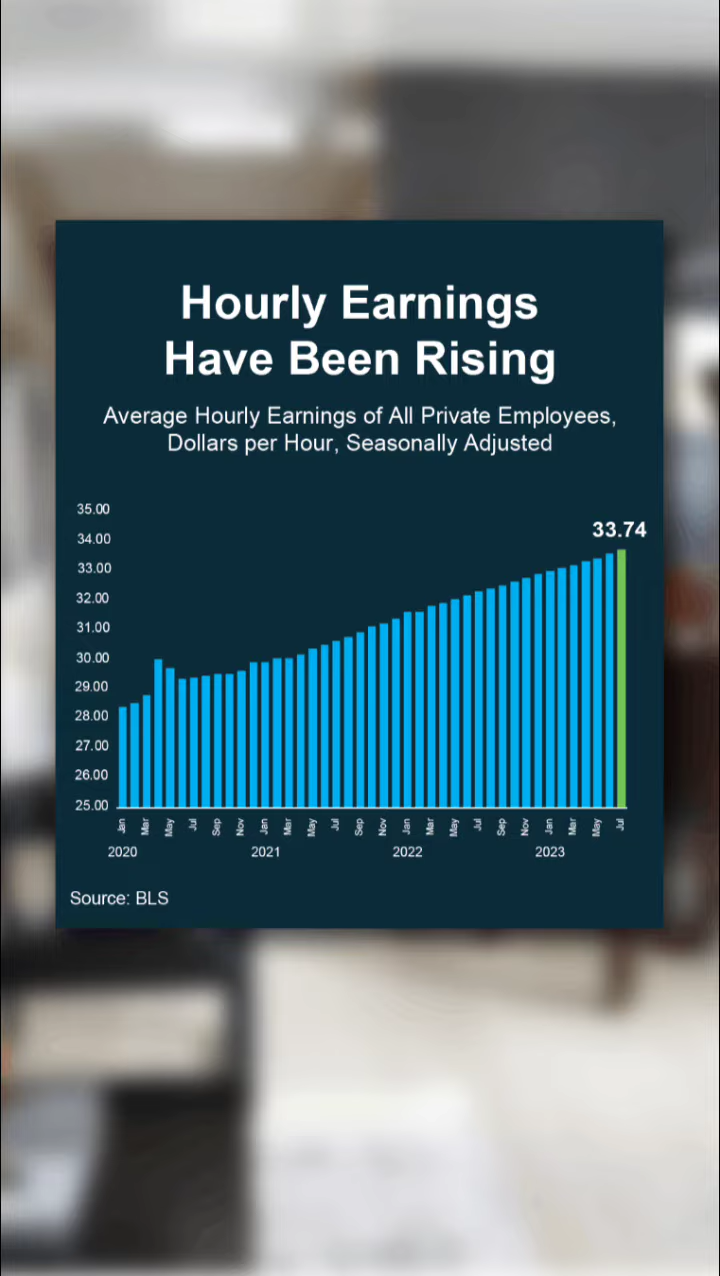 Hourly Earnings
Have Been Rising
Average Hourly Earnings of All Private Employees,
Dollars per Hour, Seasonally Adjusted
35.00
34.00
33.00
32.00
31.00
30.00
29.00
28.00
27.00
26.00
25.00
33.74
Jan Mar May Jul Sep Nov Jan Mar May Jul Sep Nov Jan Mar May Jul Sep Nov Jan Mar May Jul
2020 2021 2022 2023
Source: BLS